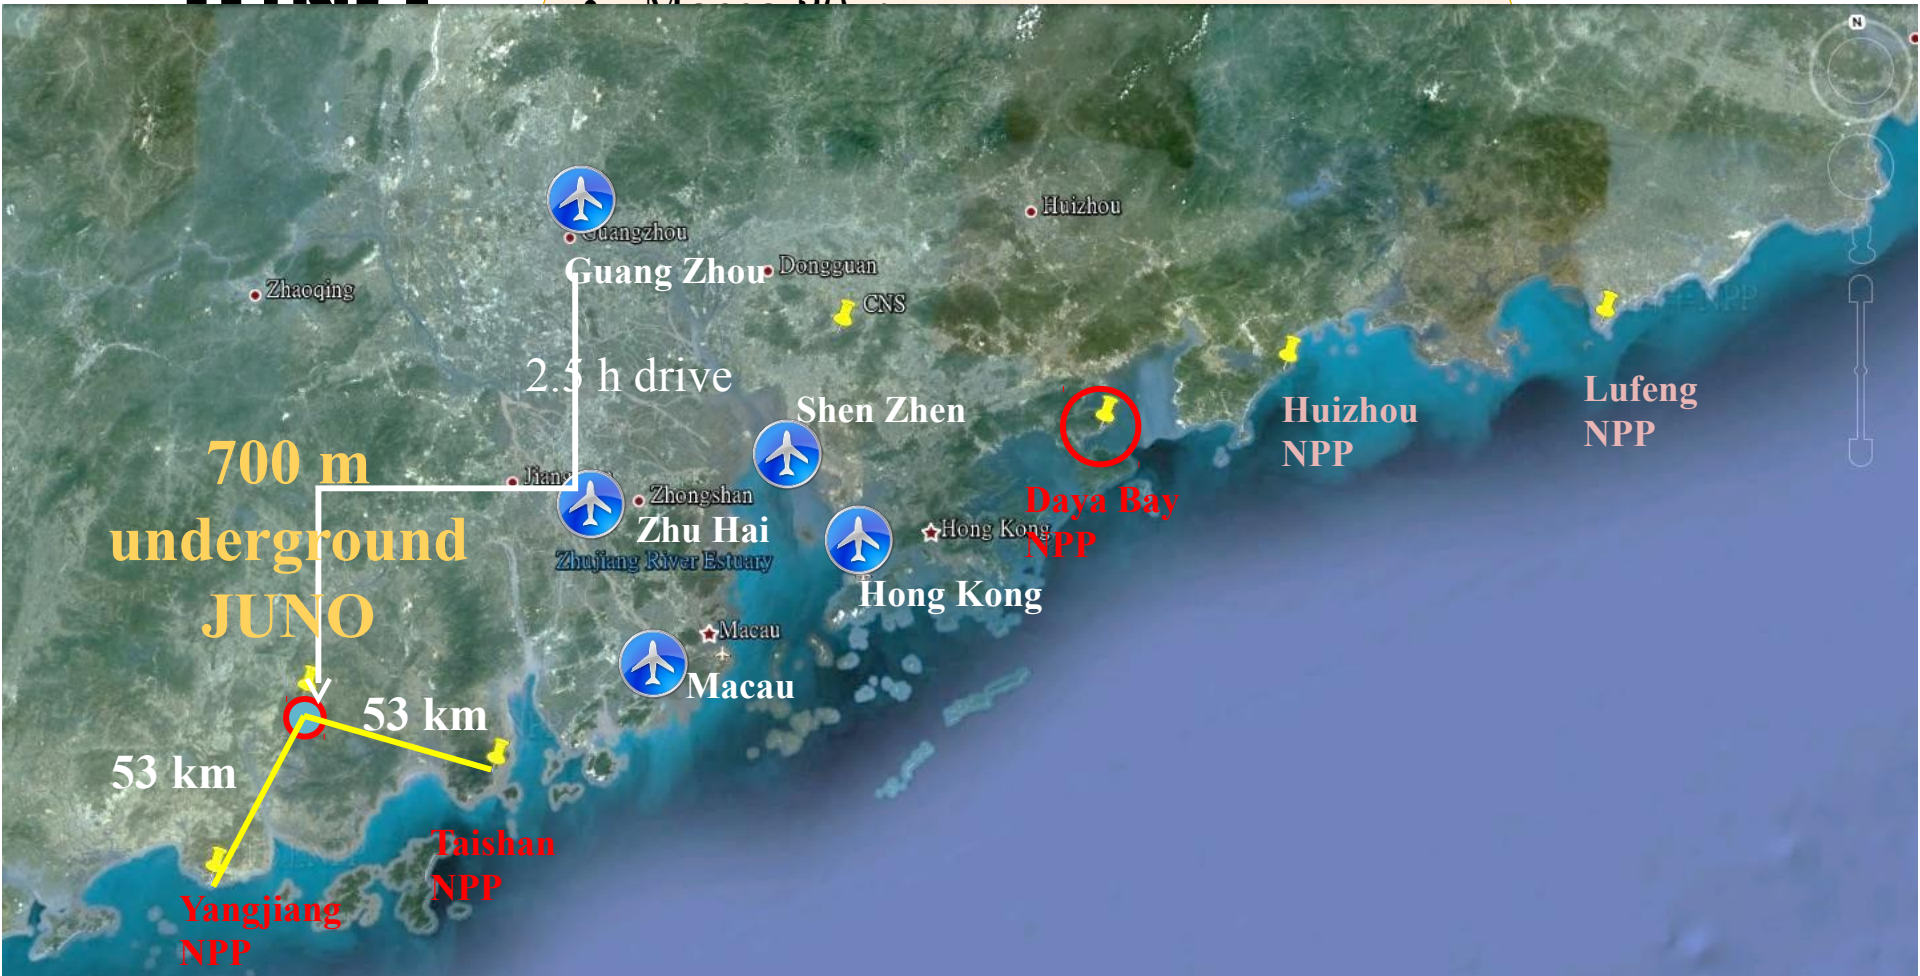 N
Huizhou
Guangzhou
Guang Zhou
Dongguan
Zhaoqing
CNS
2.5 h drive
Shen Zhen
Lufeng
NPP
Huizhou
NPP
700 m
underground
JUNO
Zhongshan
Zhu Hai
Zhujiang River Estuary
Daya Bay
NPP
Hong Kong
Hong Kong
Macau
Macau
53 km
53 km
Taishan
NPP
Yangjiang
NPP